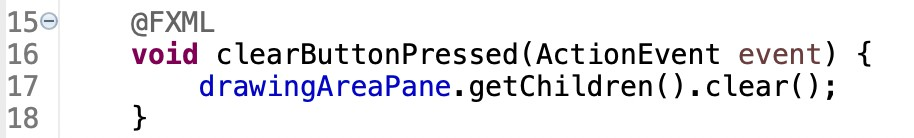 15 @FXML
16 void clearButtonPressed(ActionEvent event) {
17 drawingAreaPane.getChildren().clear();
18 }